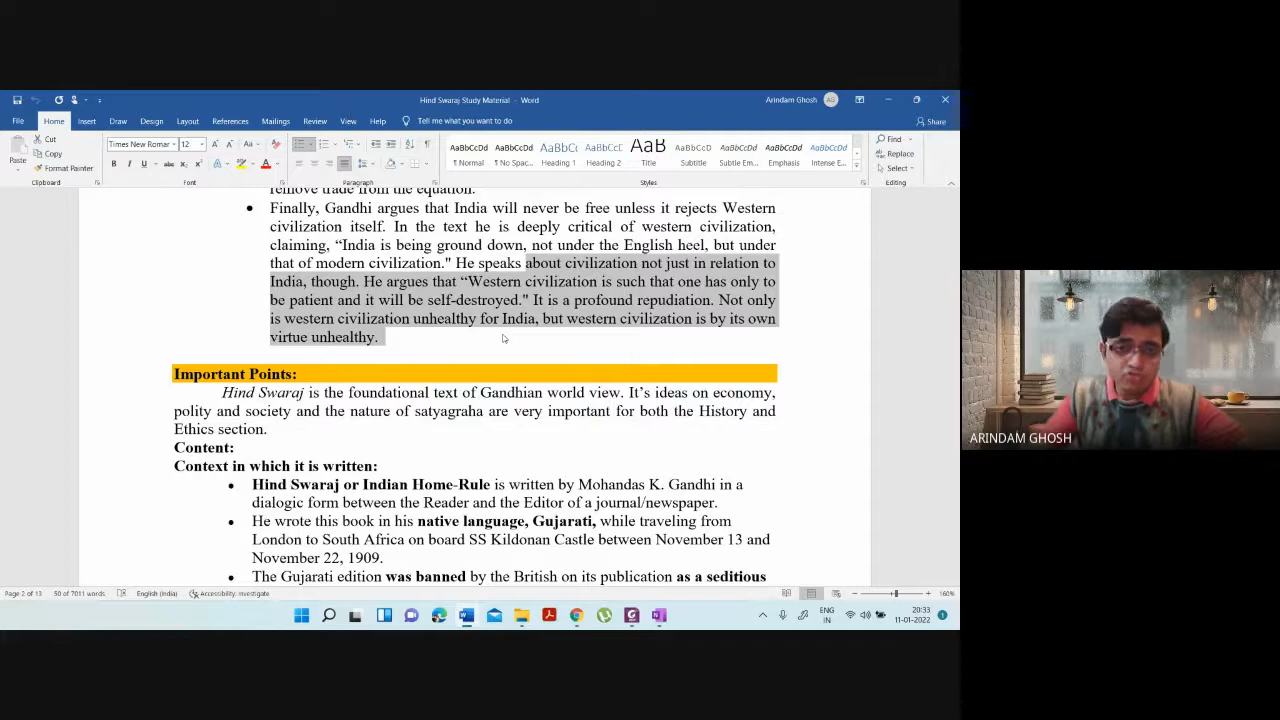 Hind Swaraj Study Material - Word
Arindam Ghosh
AG
File Home Insert Draw Design Layout References Mailings Review View Help Tell me what you want to do
Share
Paste
Cut
Copy
Format Painter
Clipboard
Times New Romar 12
Font
Paragraph
AaBbCcDd AaBbCcDd AaBbCc AaBbCcD AaB AaBbCcD AaBbCcDd AaBbCcDd AaBbCcDd
¶ Normal ¶ No Spac... Heading 1 Heading 2 Title Subtitle Subtle Em... Emphasis Intense E...
Styles
Find
Replace
Select
Editing
remove trade from the equation.
• Finally, Gandhi argues that India will never be free unless it rejects Western
civilization itself. In the text he is deeply critical of western civilization,
claiming, “India is being ground down, not under the English heel, but under
that of modern civilization." He speaks about civilization not just in relation to
India, though. He argues that “Western civilization is such that one has only to
be patient and it will be self-destroyed." It is a profound repudiation. Not only
is western civilization unhealthy for India, but western civilization is by its own
virtue unhealthy.
Important Points:
Hind Swaraj is the foundational text of Gandhian world view. It’s ideas on economy,
polity and society and the nature of satyagraha are very important for both the History and
Ethics section.
Content:
Context in which it is written:
• Hind Swaraj or Indian Home-Rule is written by Mohandas K. Gandhi in a
dialogic form between the Reader and the Editor of a journal/newspaper.
• He wrote this book in his native language, Gujarati, while traveling from
London to South Africa on board SS Kildonan Castle between November 13 and
November 22, 1909.
• The Gujarati edition was banned by the British on its publication as a seditious
Page 2 of 13 50 of 7011 words English (India) Accessibility: Investigate
160%
ENG
IN
20:33
11-01-2022
ARINDAM GHOSH